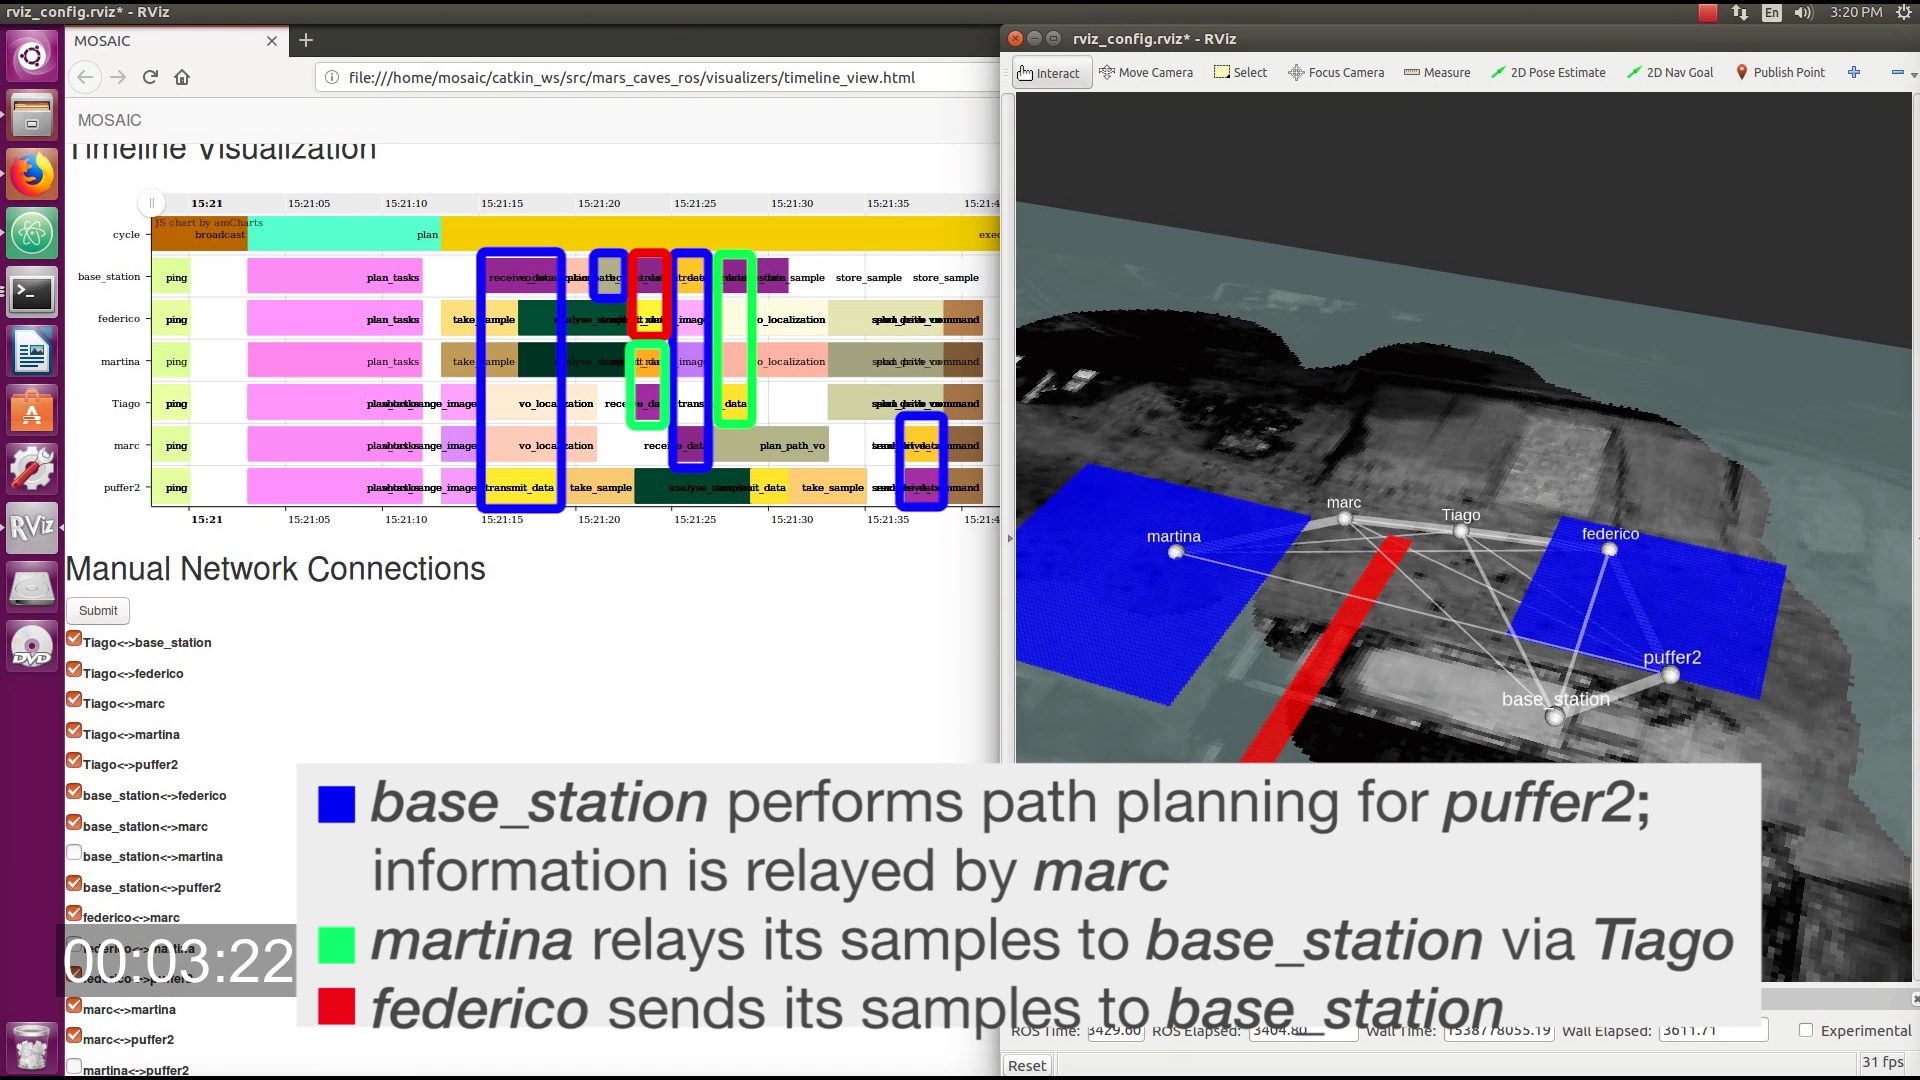 rviz_config.rviz* - RViz
En
3:20 PM
MOSAIC
file:///home/mosaic/catkin_ws/src/mars_caves_ros/visualizers/timeline_view.html
MOSAIC
Timeline Visualization
15:21 15:21:05 15:21:10 15:21:15 15:21:20 15:21:25 15:21:30 15:21:35 15:21:4
JS chart by amCharts
cycle broadcast plan exec
base_station ping plan_tasks store_sample store_sample
federico ping plan_tasks
martina ping plan_tasks
Tiago ping vo_localization
marc ping vo_localization plan_path_vo
puffer2 ping transmit_data take_sample take_sample
15:21 15:21:05 15:21:10 15:21:15 15:21:20 15:21:25 15:21:30 15:21:35 15:21:4
Manual Network Connections
Submit
Tiago<->base_station
Tiago<->federico
Tiago<->marc
Tiago<->martina
Tiago<->puffer2
base_station<->federico
base_station<->marc
base_station<->martina
base_station<->puffer2
federico<->marc
00:03:22
marc<->martina
marc<->puffer2
martina<->puffer2
rviz_config.rviz* - RViz
Interact Move Camera Select Focus Camera Measure 2D Pose Estimate 2D Nav Goal Publish Point
marc
Tiago
federico
martina
puffer2
base_station
base_station performs path planning for puffer2;
information is relayed by marc
martina relays its samples to base_station via Tiago
federico sends its samples to base_station
ROS Time: 3429.60 ROS Elapsed: 3404.80 Wall Time: 1538778055.19 Wall Elapsed: 3611.71 Experimental
Reset
31 fps